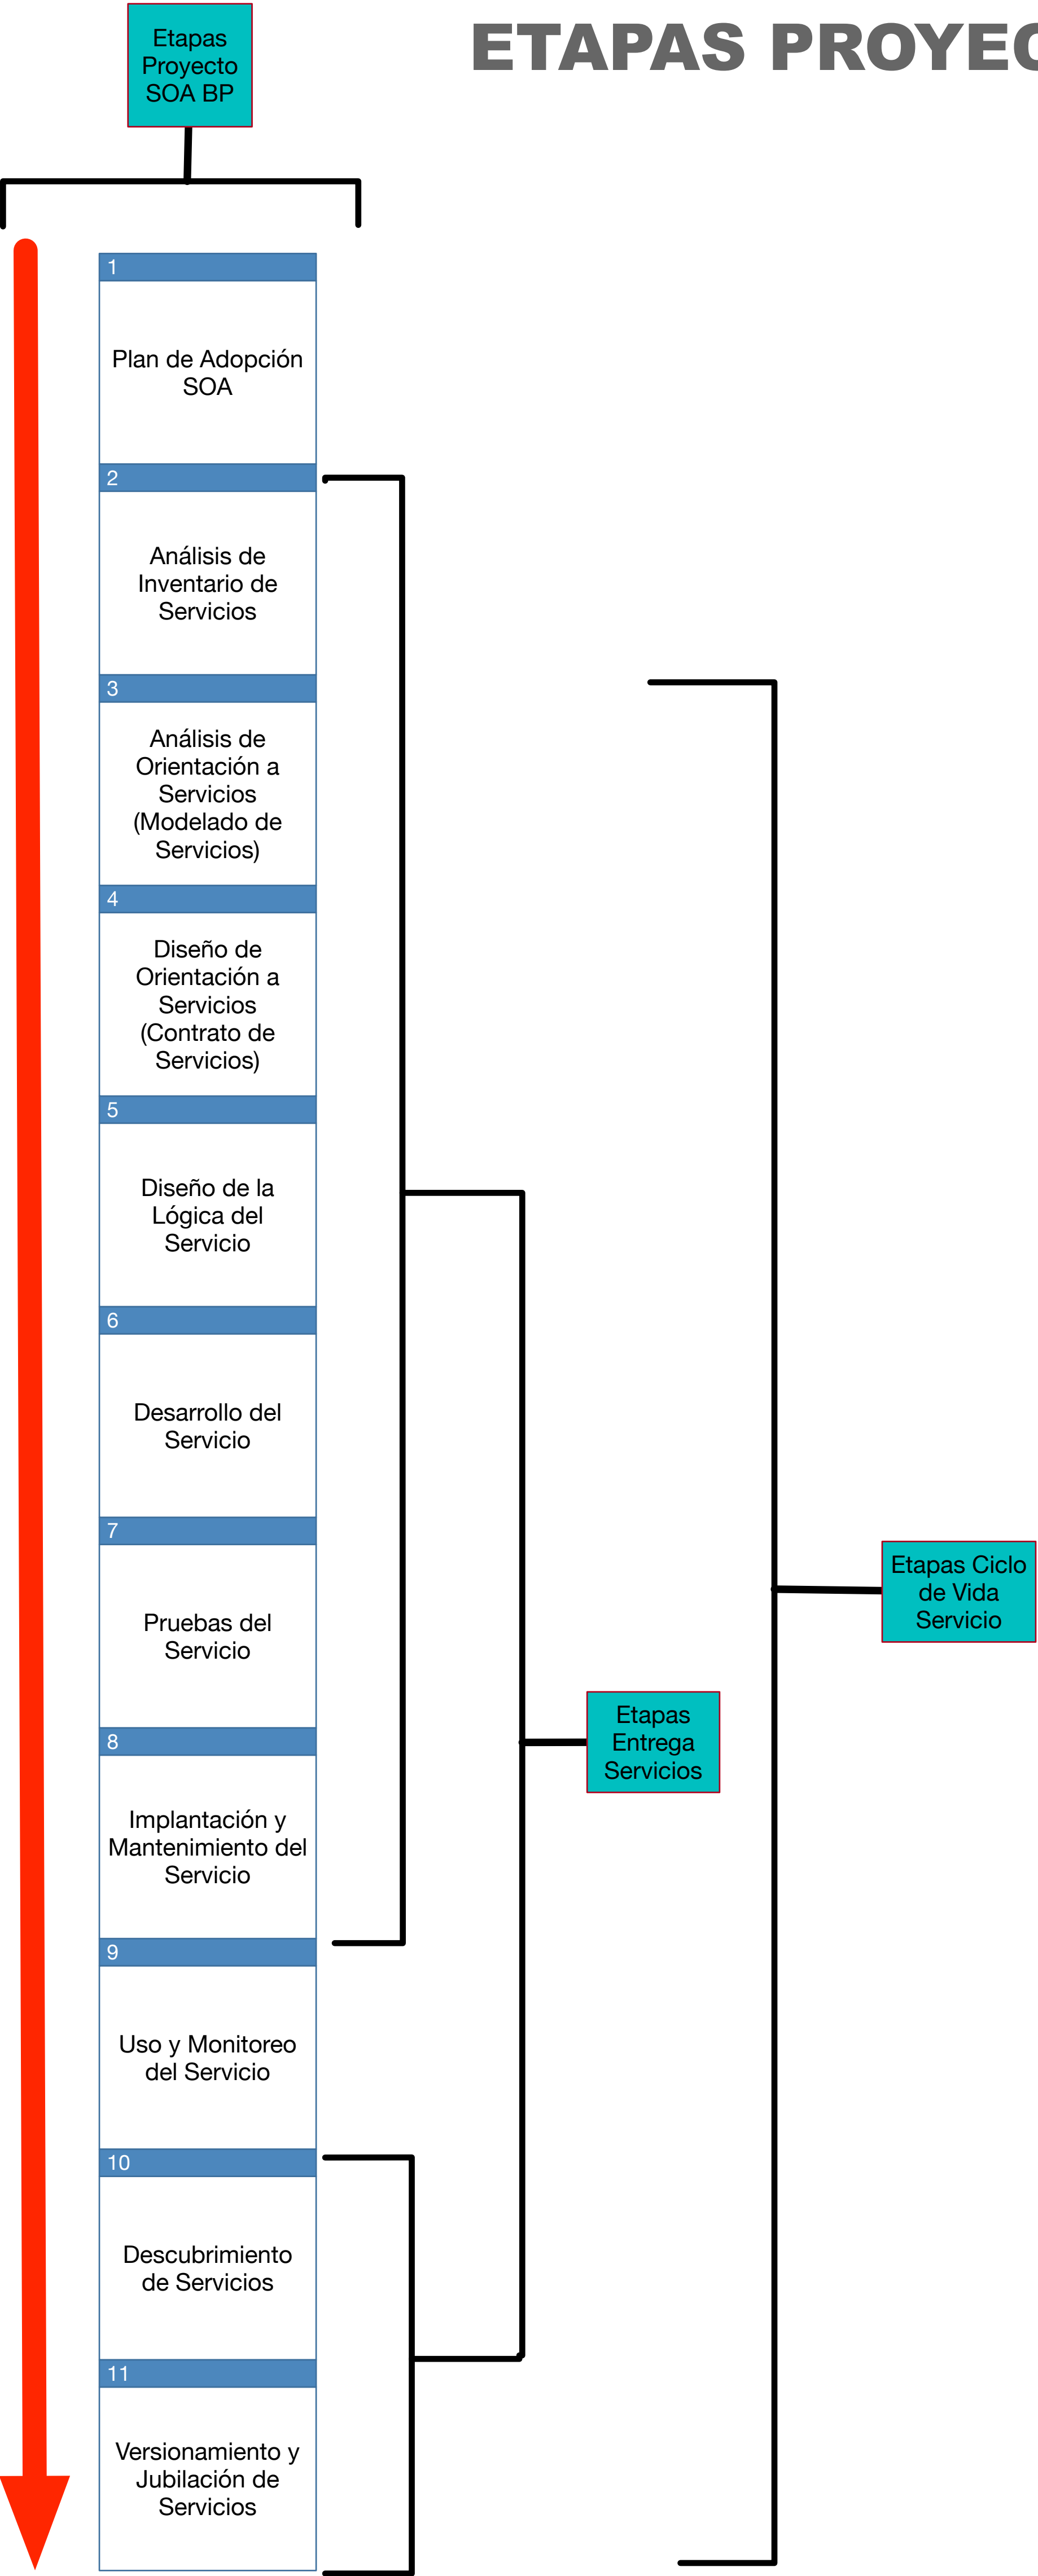 Etapas
Proyecto
SOA BP
ETAPAS PROYEC
1
Plan de Adopción
SOA
2
Análisis de
Inventario de
Servicios
3
Análisis de
Orientación a
Servicios
(Modelado de
Servicios)
4
Diseño de
Orientación a
Servicios
(Contrato de
Servicios)
5
Diseño de la
Lógica del
Servicio
6
Desarrollo del
Servicio
7
Pruebas del
Servicio
Etapas Ciclo
de Vida
Servicio
Etapas
Entrega
Servicios
8
Implantación y
Mantenimiento del
Servicio
9
Uso y Monitoreo
del Servicio
10
Descubrimiento
de Servicios
11
Versionamiento y
Jubilación de
Servicios